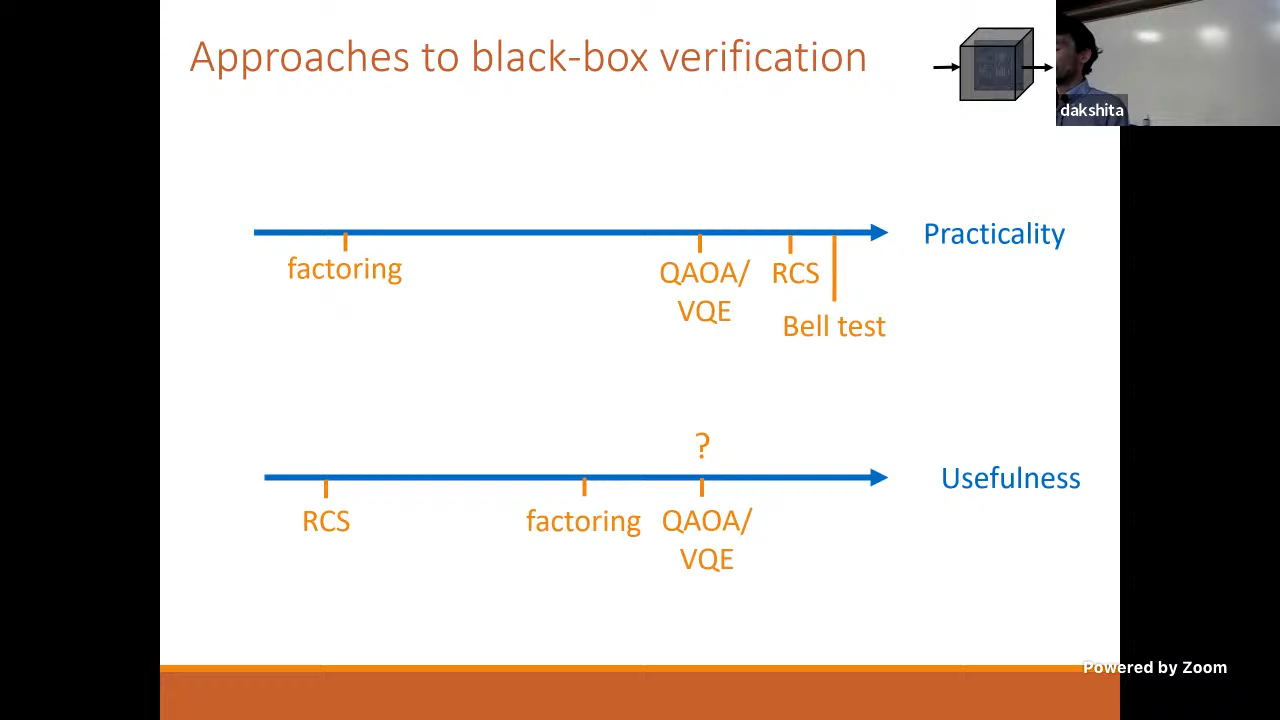 Approaches to black-box verification
dakshita
Practicality
factoring
QAOA/
VQE
RCS
Bell test
?
Usefulness
RCS
factoring
QAOA/
VQE
Powered by Zoom